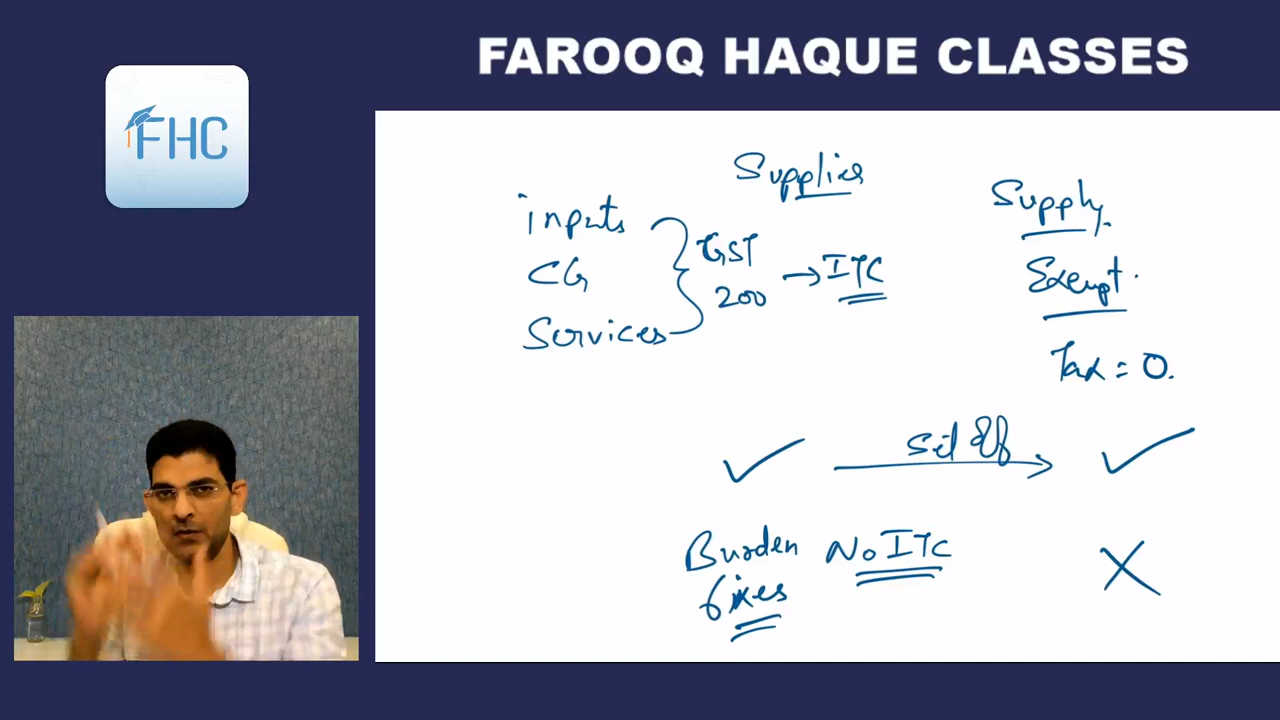 FAROOQ HAQUE CLASSES
FHC
Supplier
inputs
CG
Services
GST
200
→ ITC
Supply.
Exempt.
Tax = 0.
Set Off
Burden
fixes
No ITC